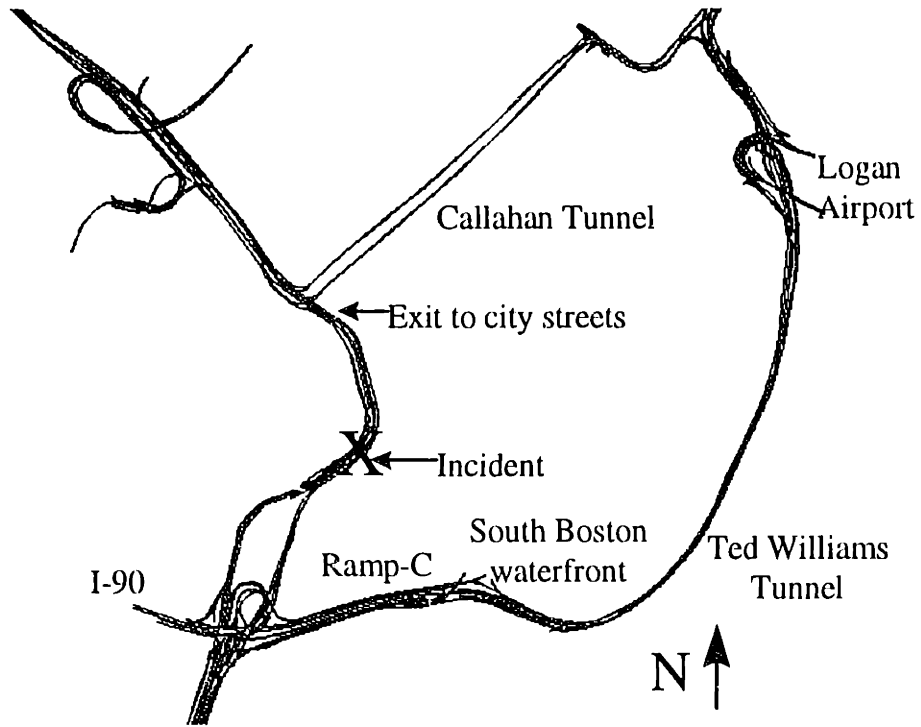 Logan
Airport
Callahan Tunnel
Exit to city streets
X
Incident
South Boston
waterfront
Ramp-C
Ted Williams
Tunnel
I-90
N